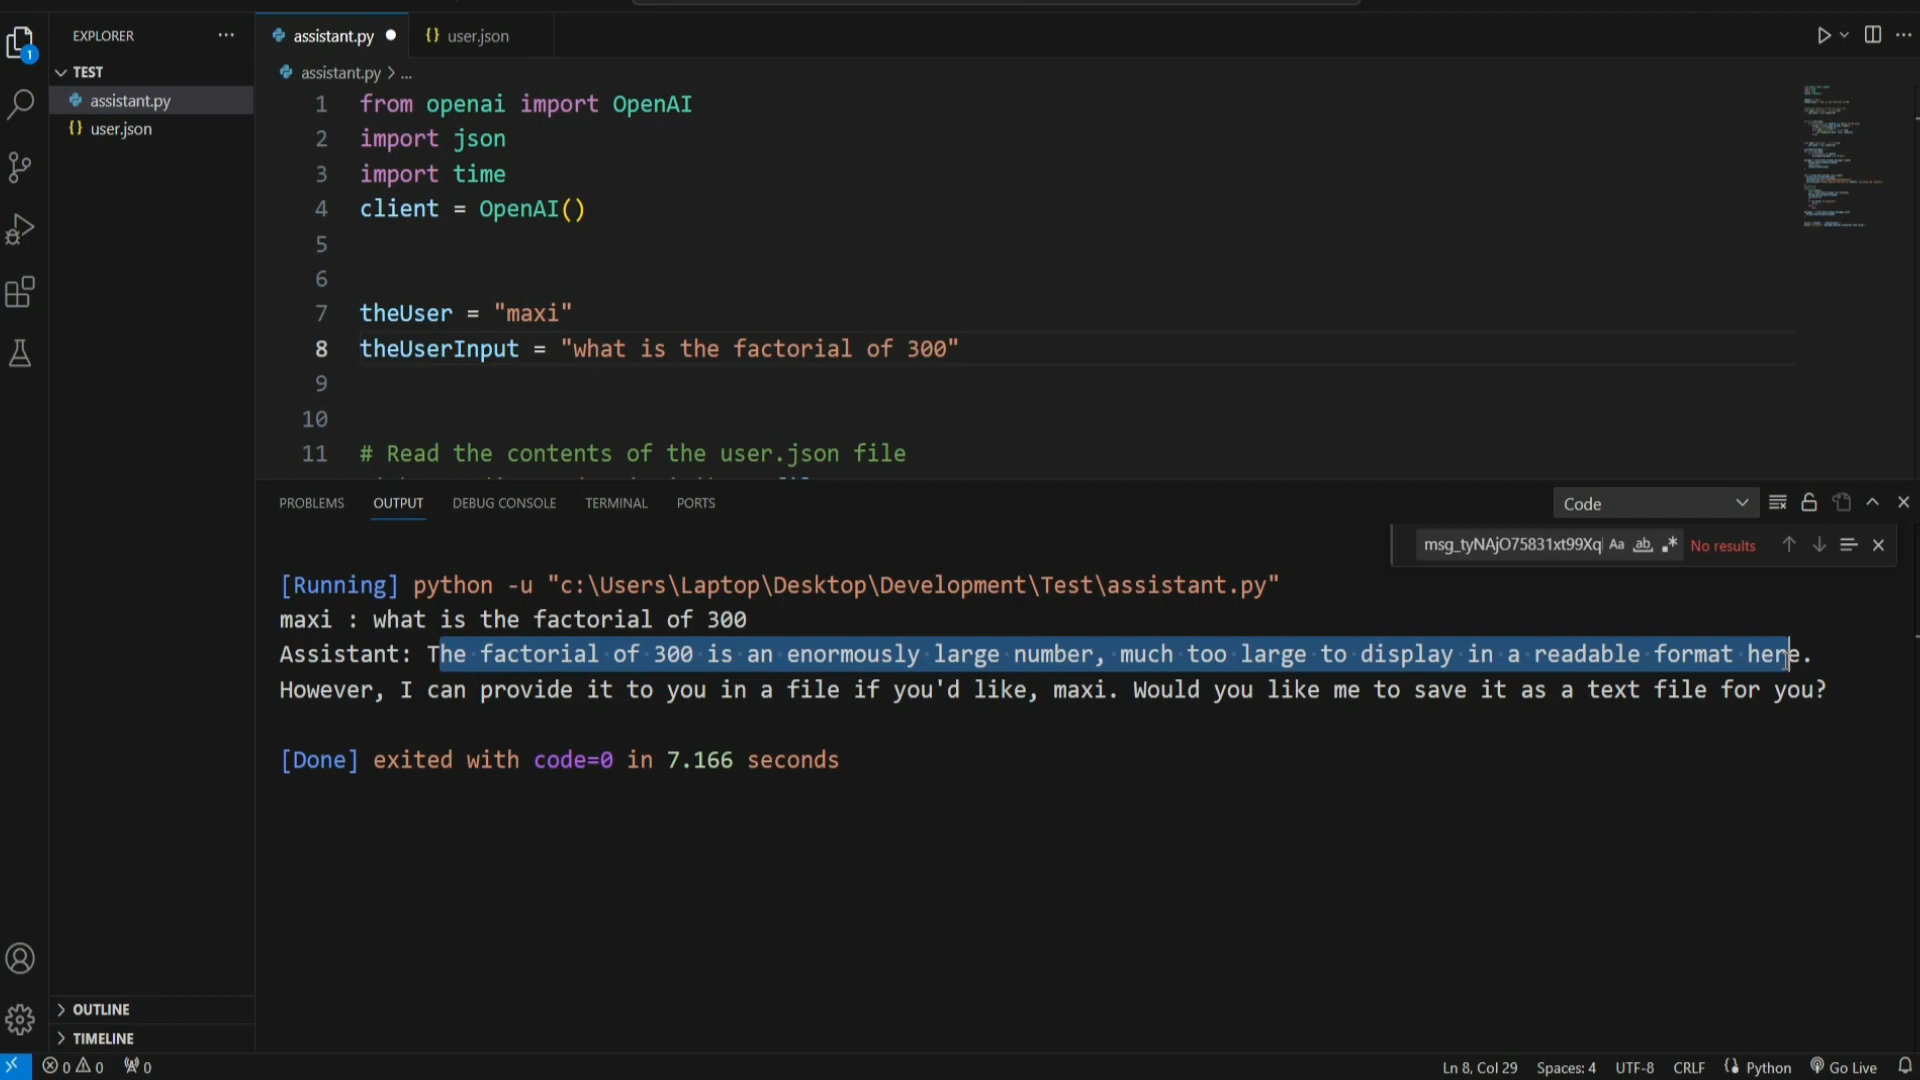 EXPLORER
assistant.py
user.json
1
TEST
assistant.py
user.json
assistant.py > ...
1 from openai import OpenAI
2 import json
3 import time
4 client = OpenAI()
5
6
7 theUser = "maxi"
8 theUserInput = "what is the factorial of 300"
9
10
11 # Read the contents of the user.json file
PROBLEMS OUTPUT DEBUG CONSOLE TERMINAL PORTS
Code
msg_tyNAjO75831xt99Xq Aa ab .* No results
[Running] python -u "c:\Users\Laptop\Desktop\Development\Test\assistant.py"
maxi : what is the factorial of 300
Assistant: The factorial of 300 is an enormously large number, much too large to display in a readable format here.
However, I can provide it to you in a file if you'd like, maxi. Would you like me to save it as a text file for you?
[Done] exited with code=0 in 7.166 seconds
OUTLINE
TIMELINE
0 0 0
Ln 8, Col 29 Spaces: 4 UTF-8 CRLF Python Go Live